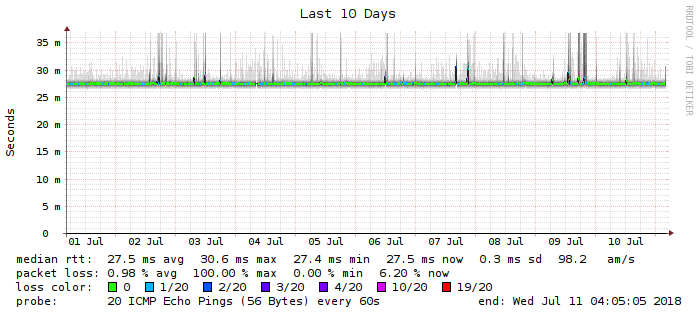 Last 10 Days
RRDTOOL / TOBI OETIKER
Seconds
35 m
30 m
25 m
20 m
15 m
10 m
5 m
0
01 Jul 02 Jul 03 Jul 04 Jul 05 Jul 06 Jul 07 Jul 08 Jul 09 Jul 10 Jul
median rtt: 27.5 ms avg 30.6 ms max 27.4 ms min 27.5 ms now 0.3 ms sd 98.2 am/s
packet loss: 0.98 % avg 100.00 % max 0.00 % min 6.20 % now
loss color: 0 1/20 2/20 3/20 4/20 10/20 19/20
probe: 20 ICMP Echo Pings (56 Bytes) every 60s end: Wed Jul 11 04:05:05 2018